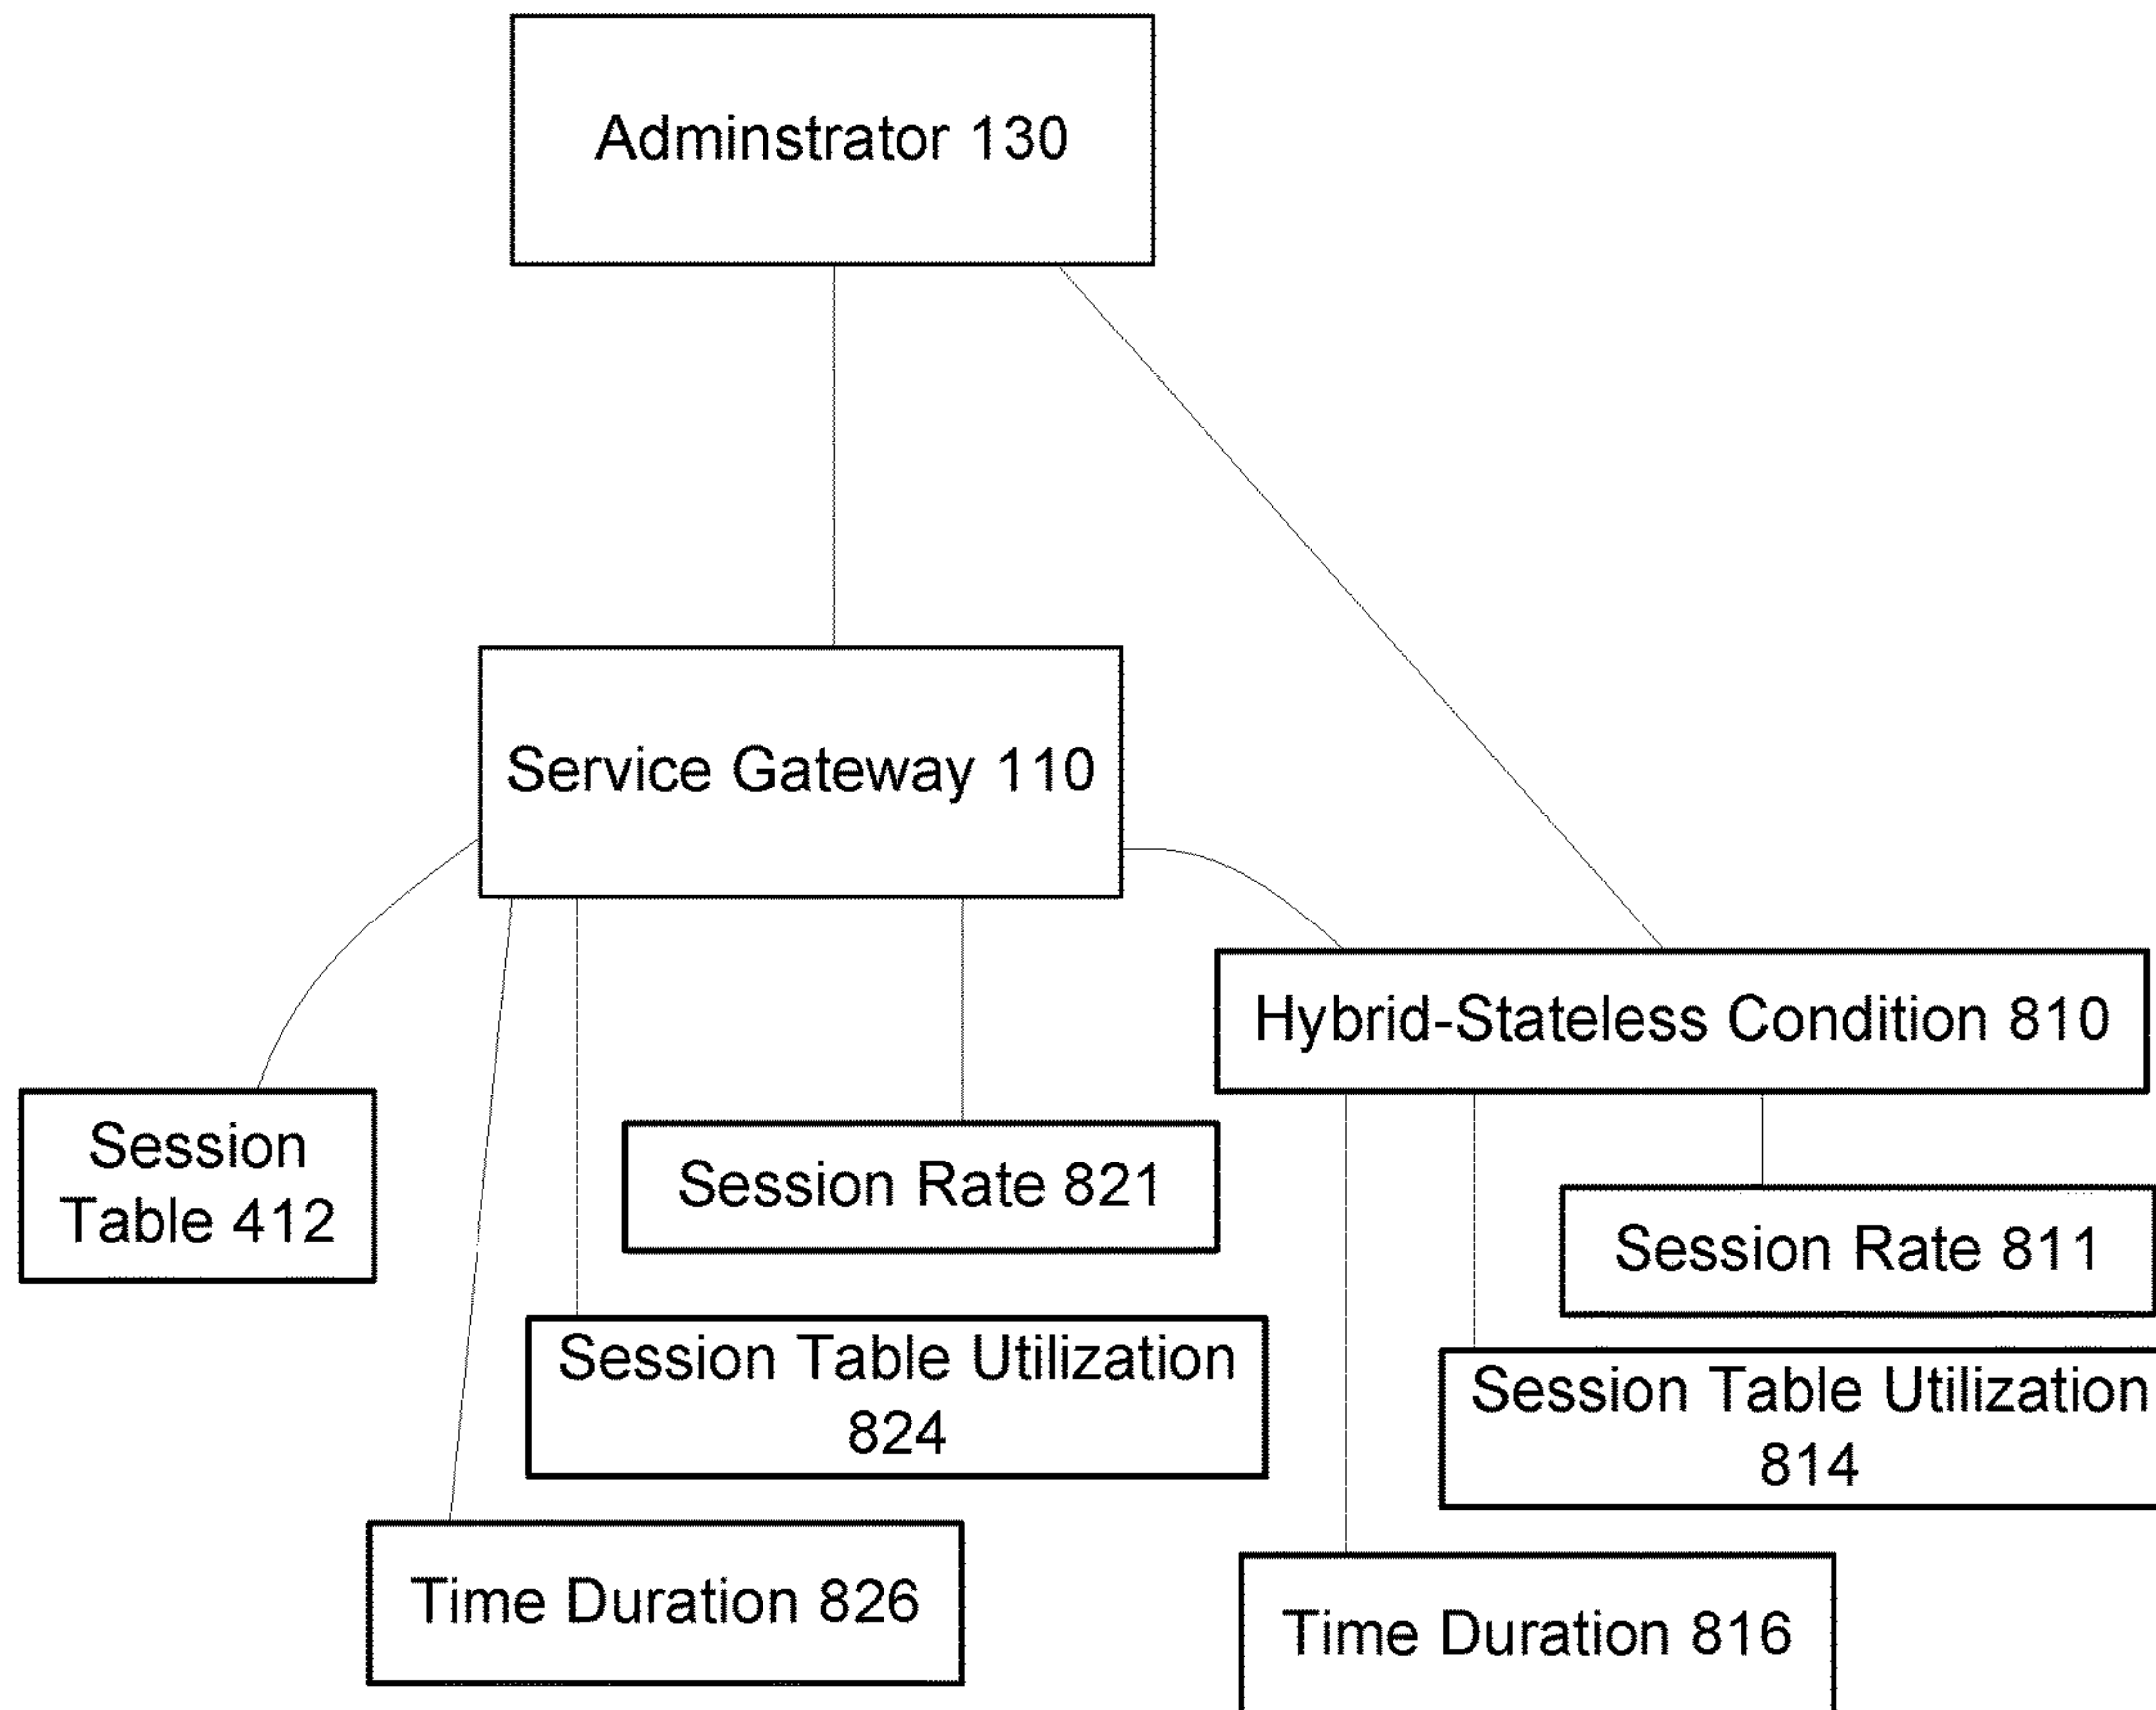 Adminstrator 130
Service Gateway 110
Hybrid-Stateless Condition 810
Session
Table 412
Session Rate 821
Session Rate 811
Session Table Utilization
824
Session Table Utilization
814
Time Duration 826
Time Duration 816